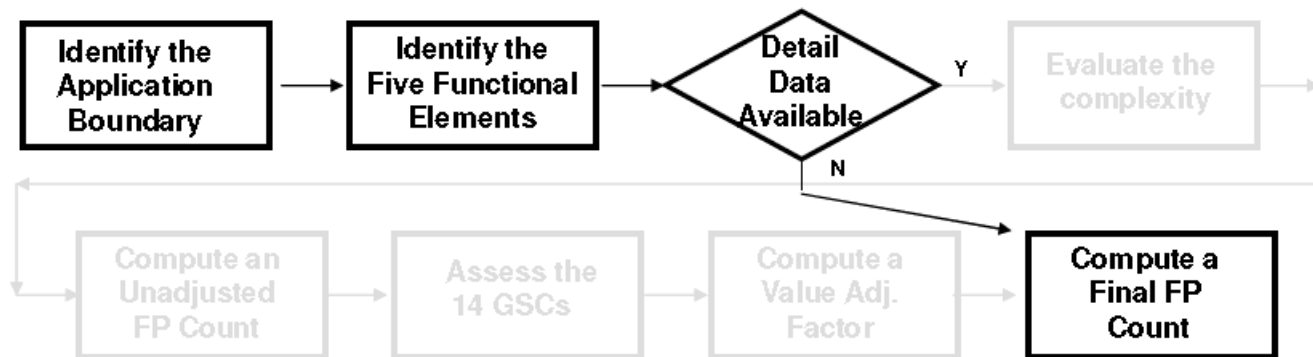 Identify the
Application
Boundary
Identify the
Five Functional
Elements
Detail
Data
Available
Y
N
Evaluate the
complexity
Compute an
Unadjusted
FP Count
Assess the
14 GSCs
Compute a
Value Adj.
Factor
Compute a
Final FP
Count